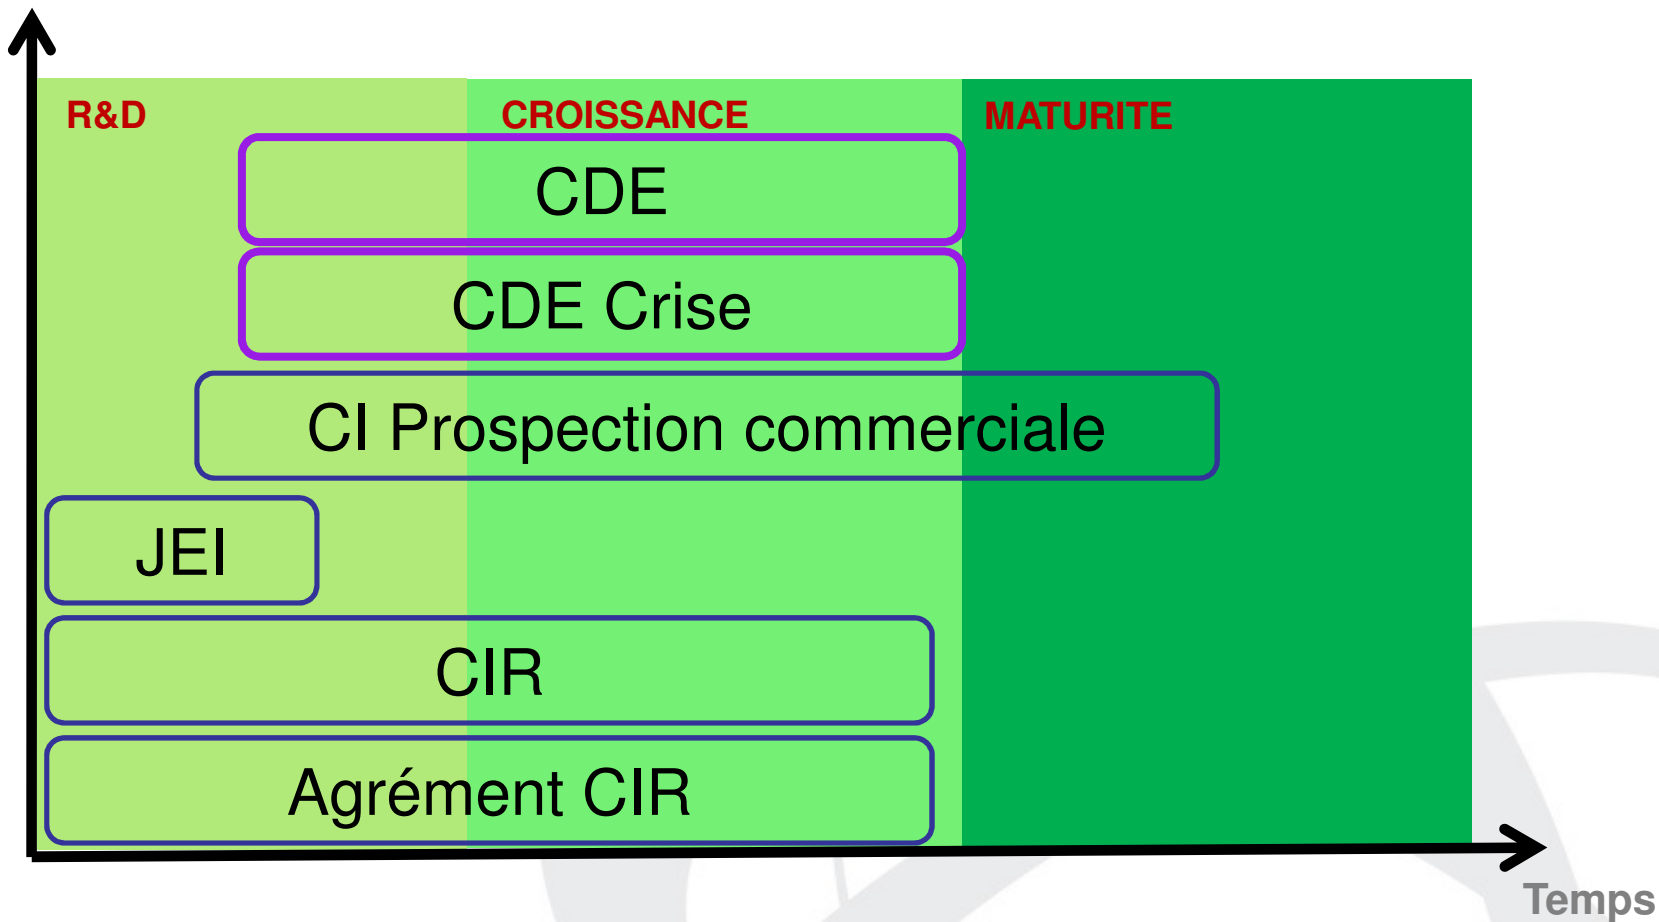 R&D
CROISSANCE
MATURITE
CDE
CDE Crise
CI Prospection commerciale
JEI
CIR
Agrément CIR
Temps